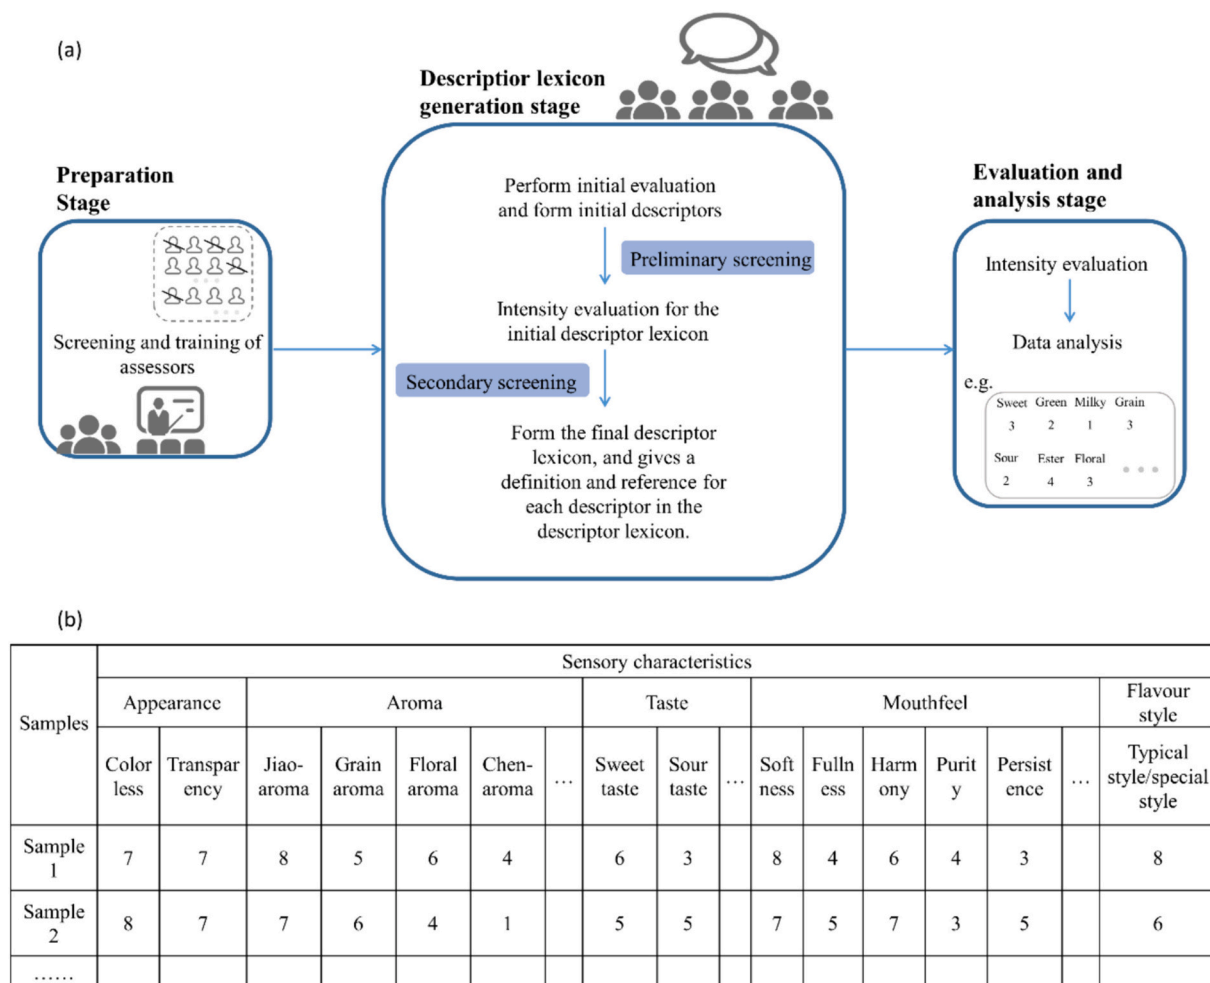 (a)
Preparation
Stage
Screening and training of
assessors
Descriptior lexicon
generation stage
Perform initial evaluation
and form initial descriptors
Preliminary screening
Intensity evaluation for the
initial descriptor lexicon
Secondary screening
Form the final descriptor
lexicon, and gives a
definition and reference for
each descriptor in the
descriptor lexicon.
Evaluation and
analysis stage
Intensity evaluation
Data analysis
e.g.
Sweet Green Milky Grain
3 2 1 3
Sour Ester Floral
2 4 3
(b)
Samples
Sensory characteristics
Appearance Aroma Taste Mouthfeel Flavour
style
Color
less
Transpar
ency
Jiao-
aroma
Grain
aroma
Floral
aroma
Chen-
aroma
…
Sweet
taste
Sour
taste
…
Soft
ness
Fulln
ess
Harm
ony
Purit
y
Persist
ence
…
Typical
style/special
style
Sample
1
7 7 8 5 6 4 6 3 8 4 6 4 3 8
Sample
2
8 7 7 6 4 1 5 5 7 5 7 3 5 6
……